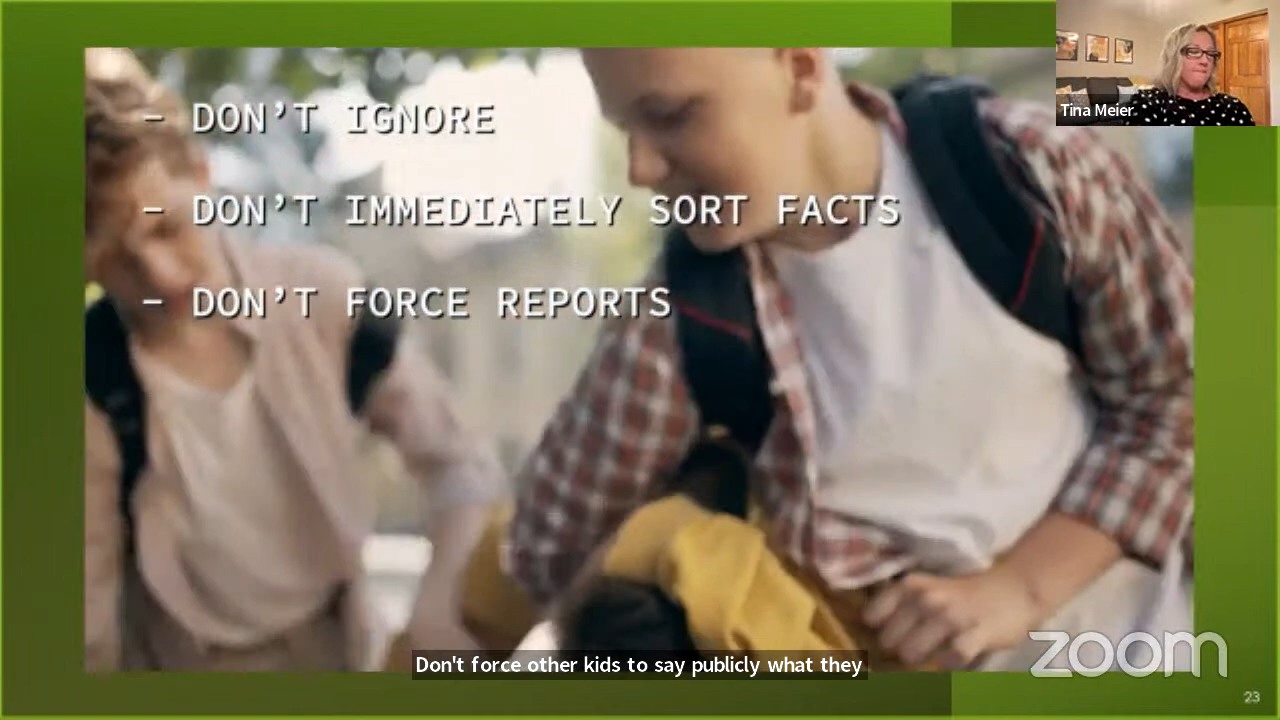 Tina Meier
- DON'T IGNORE
- DON'T IMMEDIATELY SORT FACTS
- DON'T FORCE REPORTS
Don't force other kids to say publicly what they
zoom
23